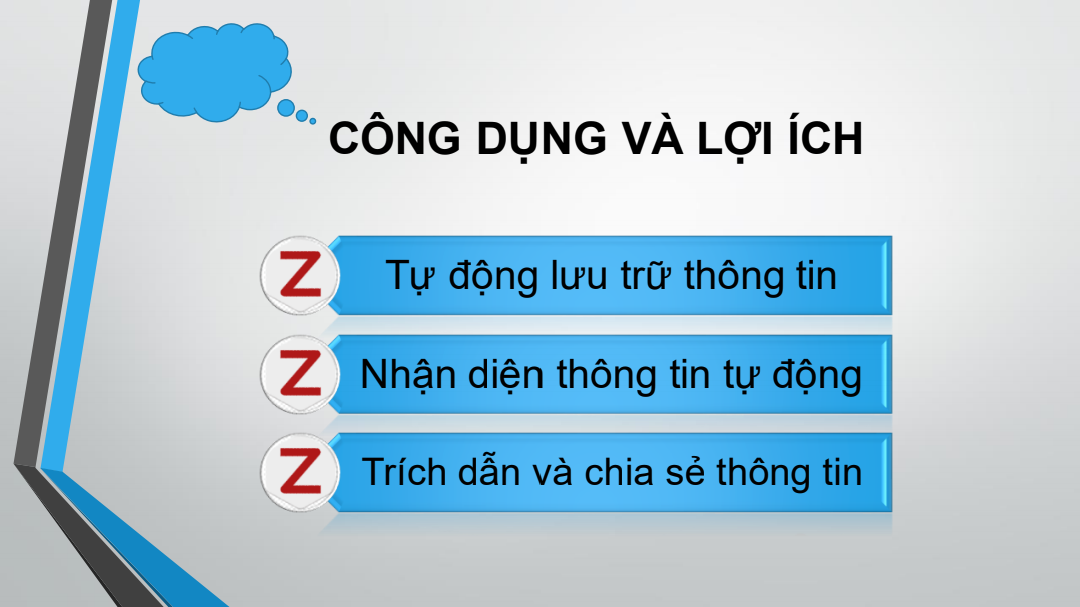 CÔNG DỤNG VÀ LỢI ÍCH
Z Tự động lưu trữ thông tin
Z Nhận diện thông tin tự động
Z Trích dẫn và chia sẻ thông tin